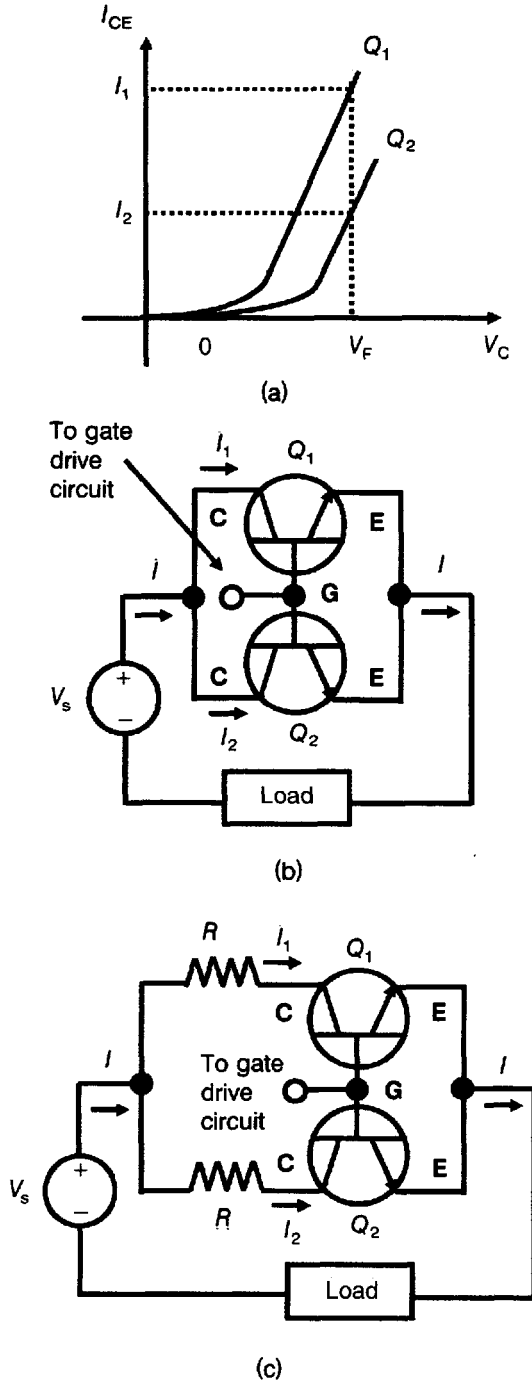 I_CE
Q_1
I_1
Q_2
I_2
0
V_F
V_C
(a)
To gate
drive
circuit
I_1
Q_1
C
E
I
G
I
V_s
+
−
C
E
I_2
Q_2
Load
(b)
R
I_1
Q_1
C
E
I
To gate
drive
circuit
G
I
V_s
+
−
C
E
R
I_2
Q_2
Load
(c)